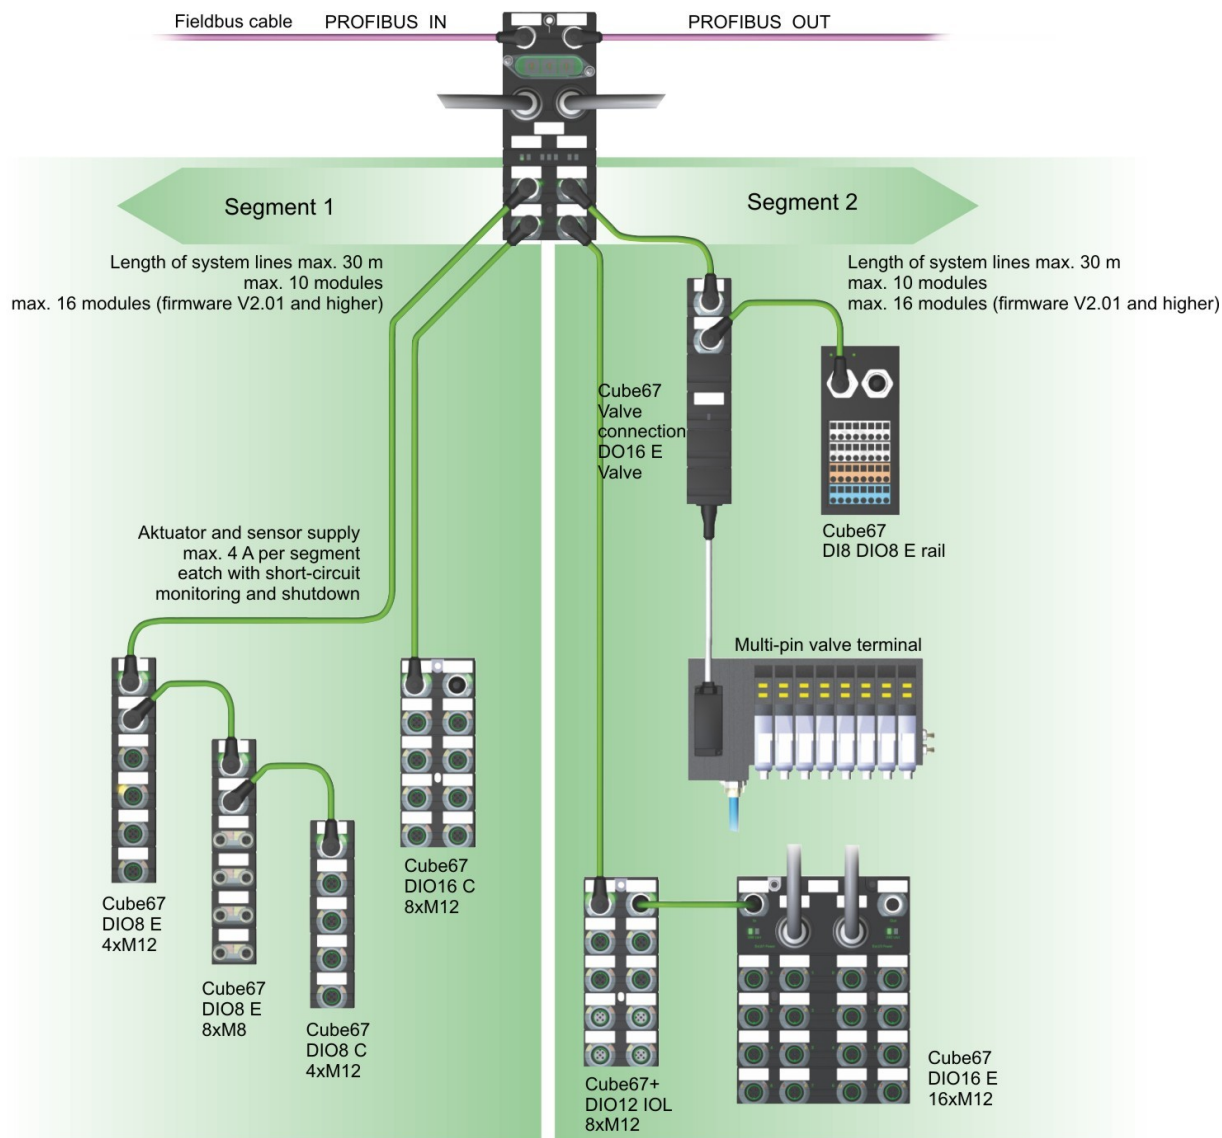 Fieldbus cable PROFIBUS IN PROFIBUS OUT
Segment 1
Segment 2
Length of system lines max. 30 m
max. 10 modules
max. 16 modules (firmware V2.01 and higher)
Length of system lines max. 30 m
max. 10 modules
max. 16 modules (firmware V2.01 and higher)
Cube67
Valve
connection
DO16 E
Valve
Cube67
DI8 DIO8 E rail
Aktuator and sensor supply
max. 4 A per segment
eatch with short-circuit
monitoring and shutdown
Multi-pin valve terminal
Cube67
DIO8 E
4xM12
Cube67
DIO8 E
8xM8
Cube67
DIO8 C
4xM12
Cube67
DIO16 C
8xM12
Cube67+
DIO12 IOL
8xM12
Cube67
DIO16 E
16xM12